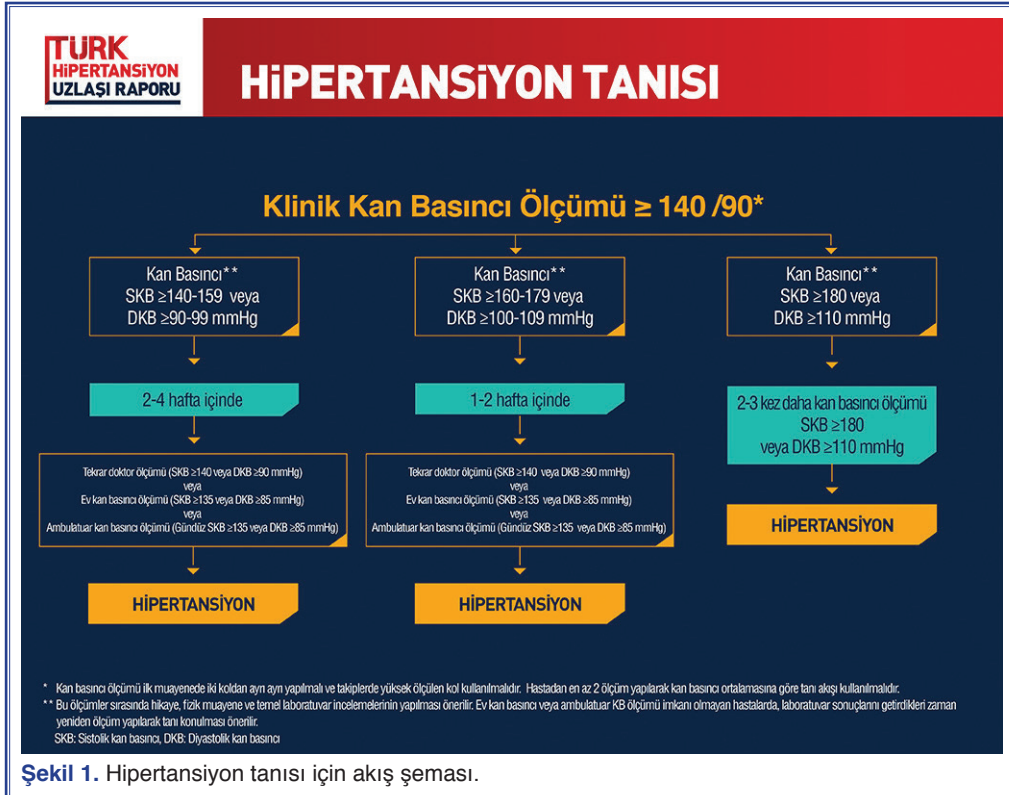 TÜRK
HİPERTANSİYON
UZLAŞI RAPORU
HİPERTANSİYON TANISI
Klinik Kan Basıncı Ölçümü ≥ 140 /90*
Kan Basıncı**
SKB ≥140-159 veya
DKB ≥90-99 mmHg
2-4 hafta içinde
Tekrar doktor ölçümü (SKB ≥140 veya DKB ≥90 mmHg)
veya
Ev kan basıncı ölçümü (SKB ≥135 veya DKB ≥85 mmHg)
veya
Ambulatuar kan basıncı ölçümü (Gündüz SKB ≥135 veya DKB ≥85 mmHg)
HİPERTANSİYON
Kan Basıncı**
SKB ≥160-179 veya
DKB ≥100-109 mmHg
1-2 hafta içinde
Tekrar doktor ölçümü (SKB ≥140 veya DKB ≥90 mmHg)
veya
Ev kan basıncı ölçümü (SKB ≥135 veya DKB ≥85 mmHg)
veya
Ambulatuar kan basıncı ölçümü (Gündüz SKB ≥135 veya DKB ≥85 mmHg)
HİPERTANSİYON
Kan Basıncı**
SKB ≥180 veya
DKB ≥110 mmHg
2-3 kez daha kan basıncı ölçümü
SKB ≥180
veya DKB ≥110 mmHg
HİPERTANSİYON
* Kan basıncı ölçümü ilk muayenede iki koldan ayrı ayrı yapılmalı ve takiplerde yüksek ölçülen kol kullanılmalıdır. Hastadan en az 2 ölçüm yapılarak kan basıncı ortalamasına göre tanı akışı kullanılmalıdır.
** Bu ölçümler sırasında hikaye, fizik muayene ve temel laboratuvar incelemelerinin yapılması önerilir. Ev kan basıncı veya ambulatuar KB ölçümü imkanı olmayan hastalarda, laboratuvar sonuçlarını getirdikleri zaman
yeniden ölçüm yapılarak tanı konulması önerilir.
SKB: Sistolik kan basıncı, DKB: Diyastolik kan basıncı
Şekil 1. Hipertansiyon tanısı için akış şeması.